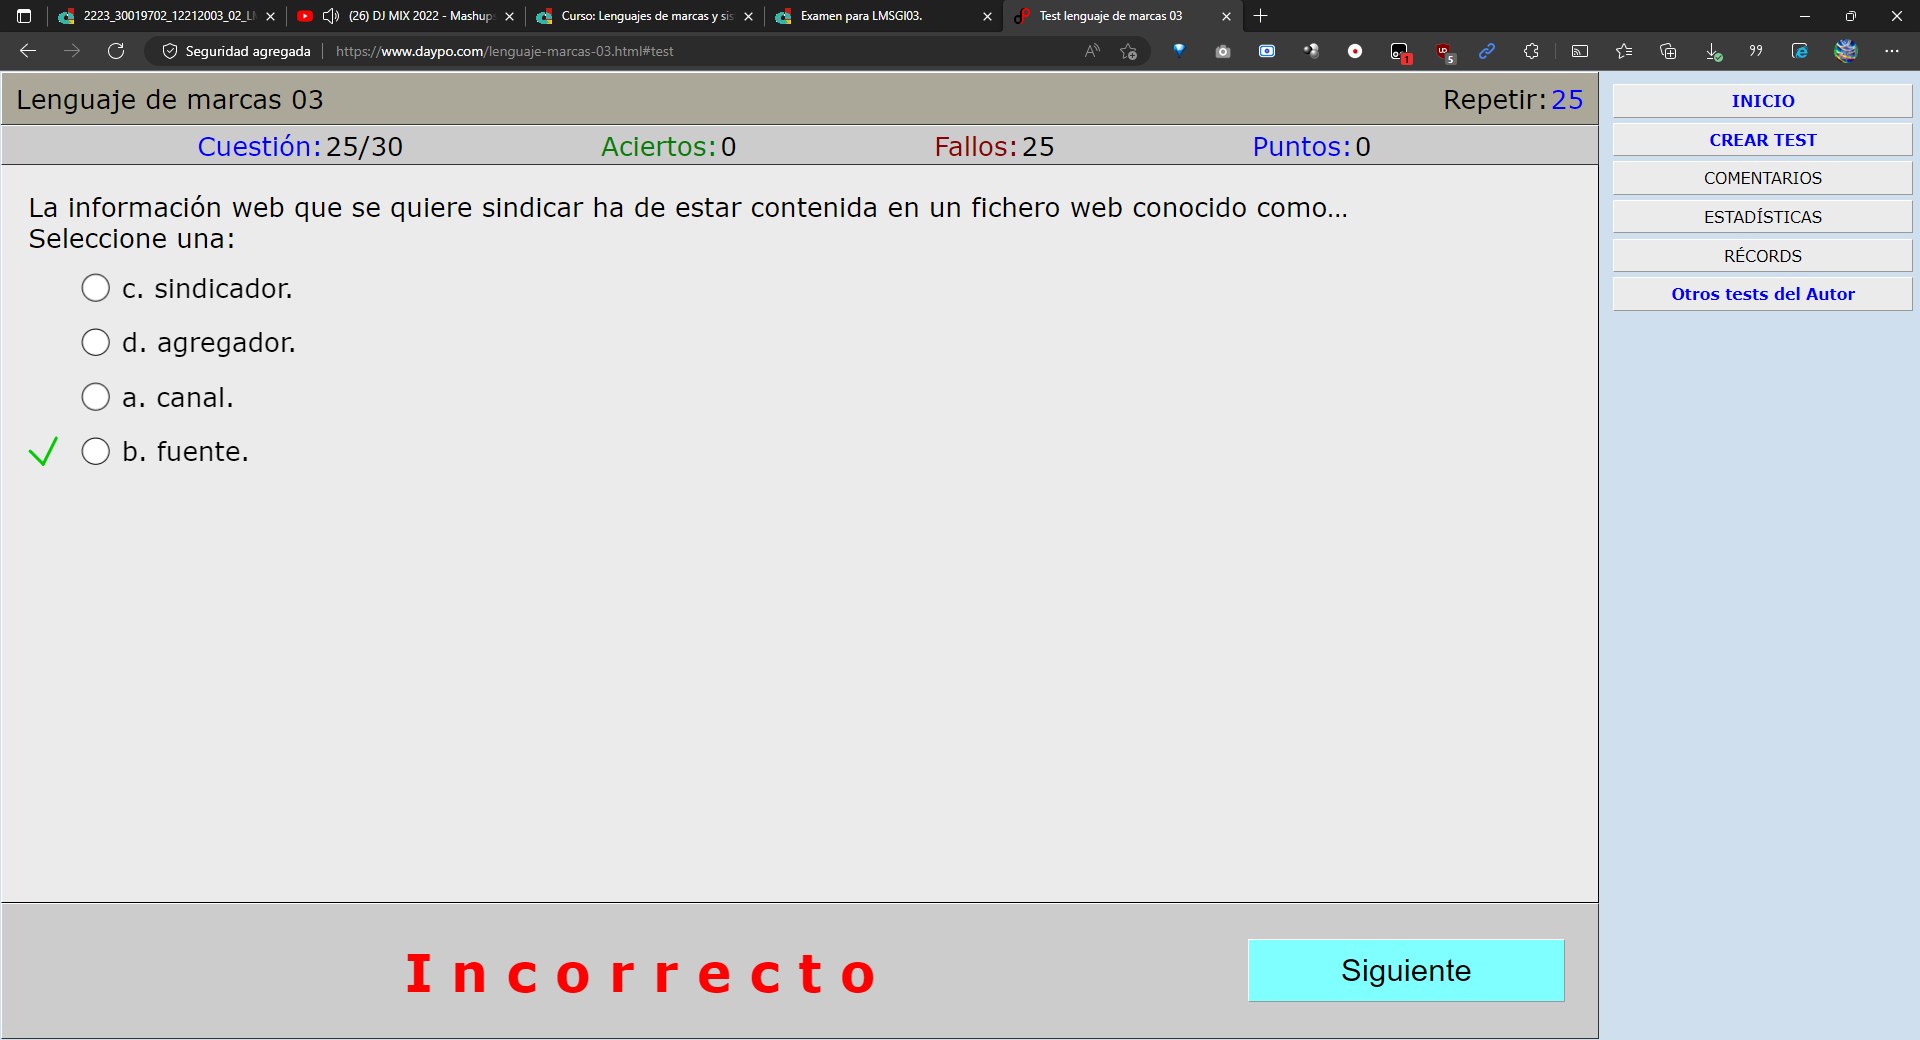 2223_30019702_12212003_02_L
(26) DJ MIX 2022 - Mashup
Curso: Lenguajes de marcas y sis
Examen para LMSGI03.
Test lenguaje de marcas 03
Seguridad agregada
https://www.daypo.com/lenguaje-marcas-03.html#test
1
5
Lenguaje de marcas 03
Repetir:25
Cuestión:25/30
Aciertos:0
Fallos:25
Puntos:0
La información web que se quiere sindicar ha de estar contenida en un fichero web conocido como...
Seleccione una:
c. sindicador.
d. agregador.
a. canal.
b. fuente.
Incorrecto
Siguiente
INICIO
CREAR TEST
COMENTARIOS
ESTADÍSTICAS
RÉCORDS
Otros tests del Autor